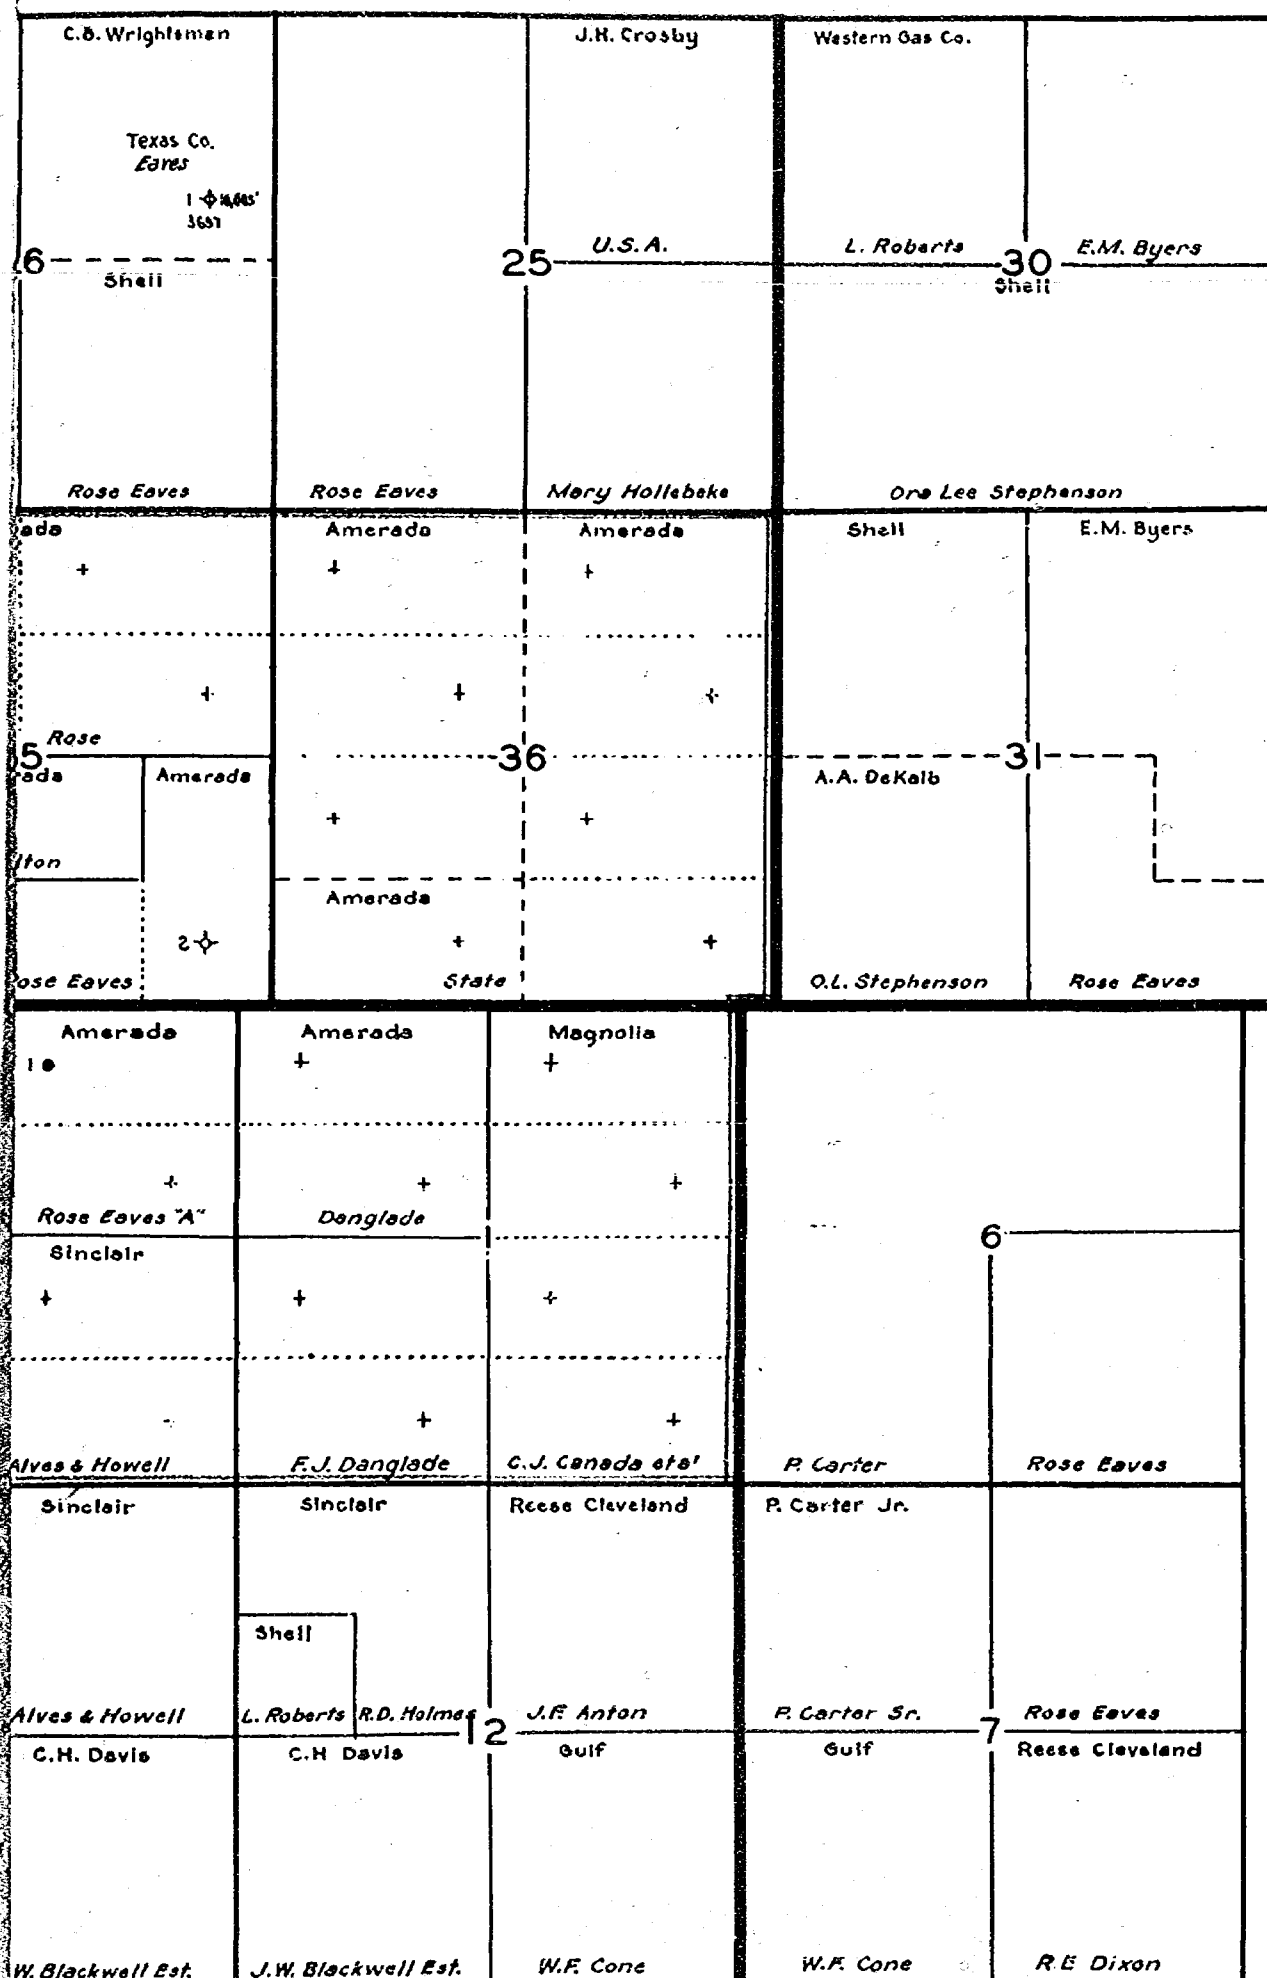 C.B. Wrightsman
J.H. Crosby
Western Gas Co.
Texas Co.
Eaves
1
3697
U.S.A.
L. Roberts
E.M. Byers
6
25
30
Shell
Shell
Rose Eaves
Rose Eaves
Mary Hollebeke
Ora Lee Stephenson
ada
Amerada
Amerada
Shell
E.M. Byers
Rose
5
36
31
ada
Amerada
A.A. DeKalb
lton
Amerada
2
ose Eaves
State
O.L. Stephenson
Rose Eaves
Amerada
Amerada
Magnolia
1
Rose Eaves "A"
Danglade
6
Sinclair
Alves & Howell
F.J. Danglade
C.J. Canada etal
P. Carter
Rose Eaves
Sinclair
Sinclair
Reese Cleveland
P. Carter Jr.
Shell
Alves & Howell
L. Roberts
R.D. Holmes
J.F. Anton
P. Carter Sr.
Rose Eaves
12
7
C.H. Davis
C.H Davis
Gulf
Gulf
Reese Cleveland
W. Blackwell Est.
J.W. Blackwell Est.
W.F. Cone
W.F. Cone
R.E Dixon